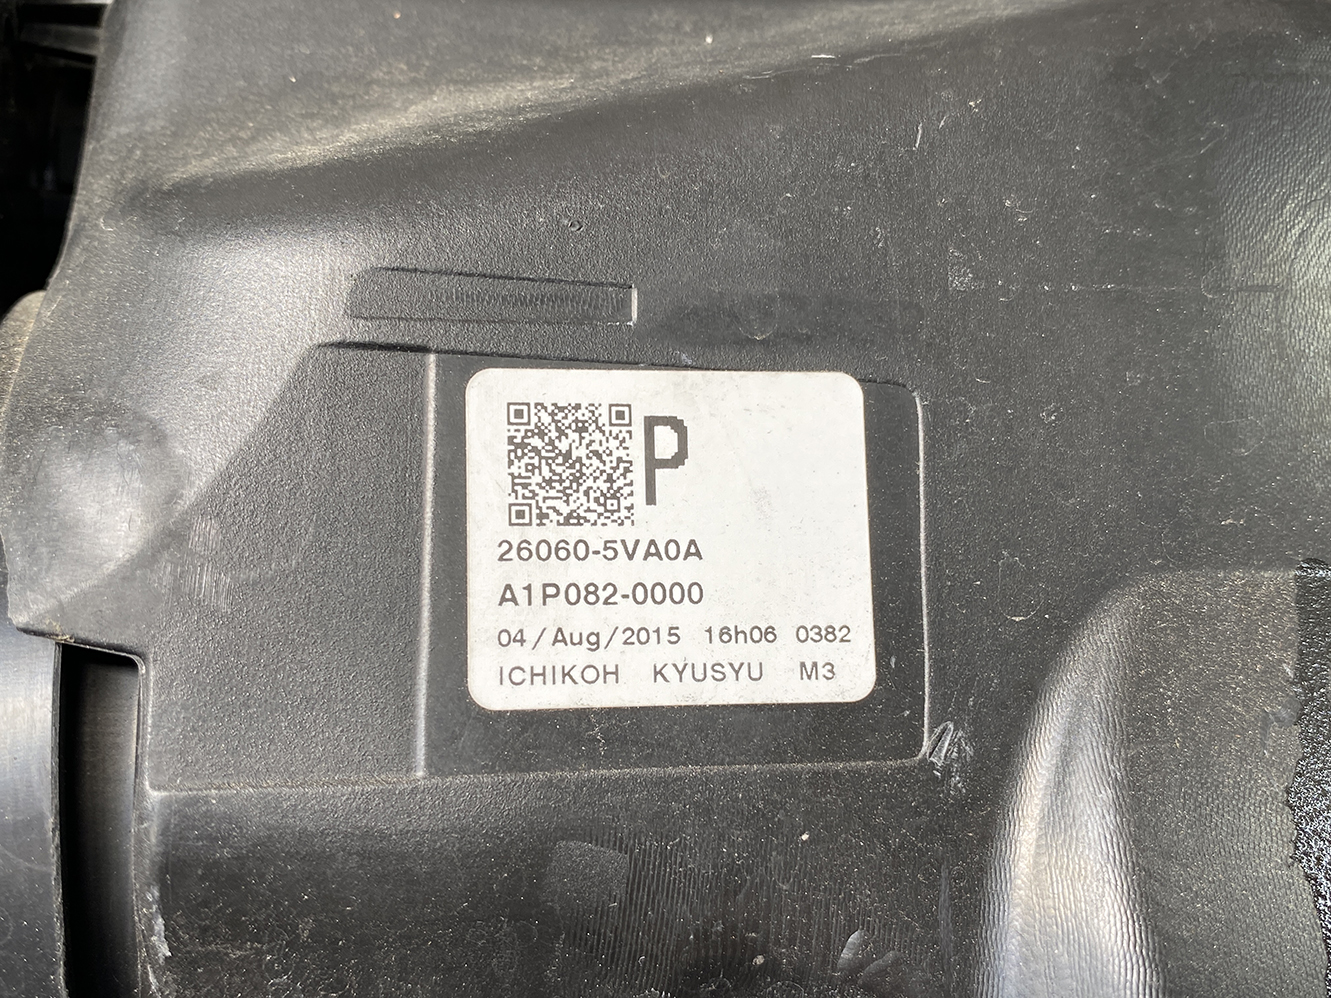 P
26060-5VA0A
A1P082-0000
04/Aug/2015 16h06 0382
ICHIKOH KYUSYU M3